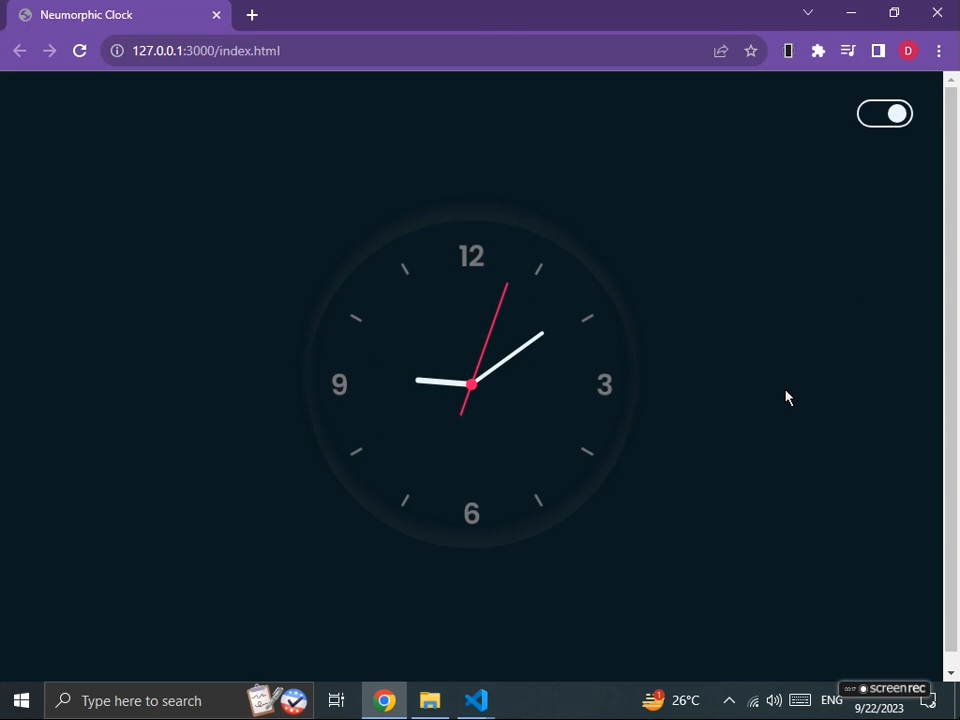 Neumorphic Clock
127.0.0.1:3000/index.html
D
12
9
3
6
Type here to search
1
26°C
ENG
screenrec
9/22/2023